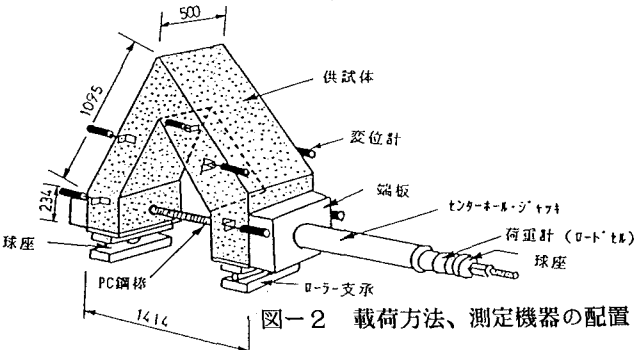 500
供試体
1095
変位計
端板
センターホール・ジャッキ
234
荷重計 (ロードセル)
球座
球座
PC鋼棒
ローラー支承
1414
図－2 載荷方法、測定機器の配置